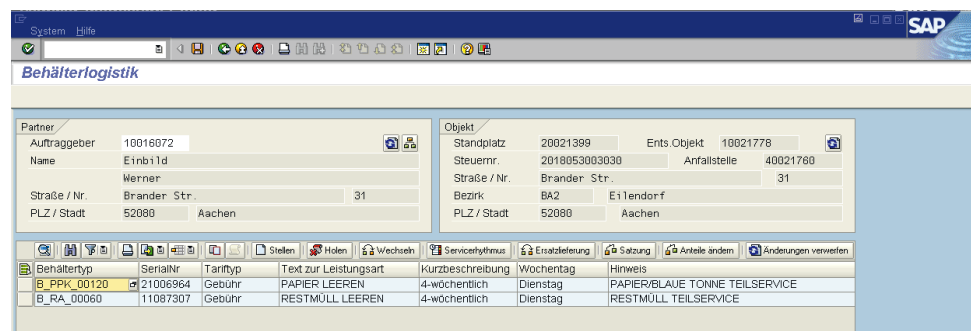 System Hilfe
SAP
Behälterlogistik
Partner
Auftraggeber 10016072
Name Einbild
Werner
Straße / Nr. Brander Str. 31
PLZ / Stadt 52080 Aachen
Objekt
Standplatz 20021399 Ents.Objekt 10021778
Steuernr. 2018053003030 Anfallstelle 40021760
Straße / Nr. Brander Str. 31
Bezirk BA2 Eilendorf
PLZ / Stadt 52080 Aachen
Stellen Holen Wechseln Servicerhythmus Ersatzlieferung Satzung Anteile ändern Änderungen verwerfen
Behältertyp SerialNr Tariftyp Text zur Leistungsart Kurzbeschreibung Wochentag Hinweis
B_PPK_00120 21006964 Gebühr PAPIER LEEREN 4-wöchentlich Dienstag PAPIER/BLAUE TONNE TEILSERVICE
B_RA_00060 11087307 Gebühr RESTMÜLL LEEREN 4-wöchentlich Dienstag RESTMÜLL TEILSERVICE